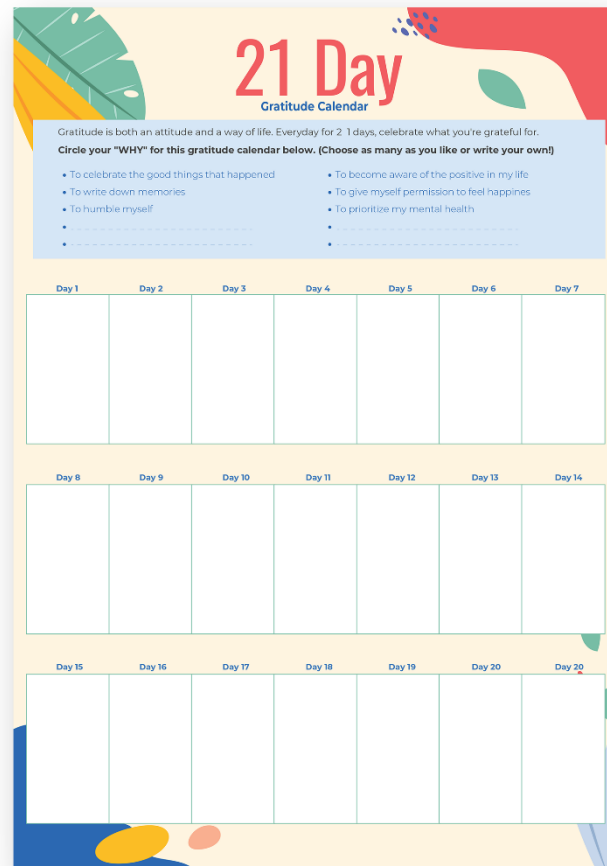 21 Day
Gratitude Calendar
Gratitude is both an attitude and a way of life. Everyday for 2 1 days, celebrate what you're grateful for.
Circle your "WHY" for this gratitude calendar below. (Choose as many as you like or write your own!)
• To celebrate the good things that happened
• To write down memories
• To humble myself
• To become aware of the positive in my life
• To give myself permission to feel happines
• To prioritize my mental health
Day 1 Day 2 Day 3 Day 4 Day 5 Day 6 Day 7
Day 8 Day 9 Day 10 Day 11 Day 12 Day 13 Day 14
Day 15 Day 16 Day 17 Day 18 Day 19 Day 20 Day 20